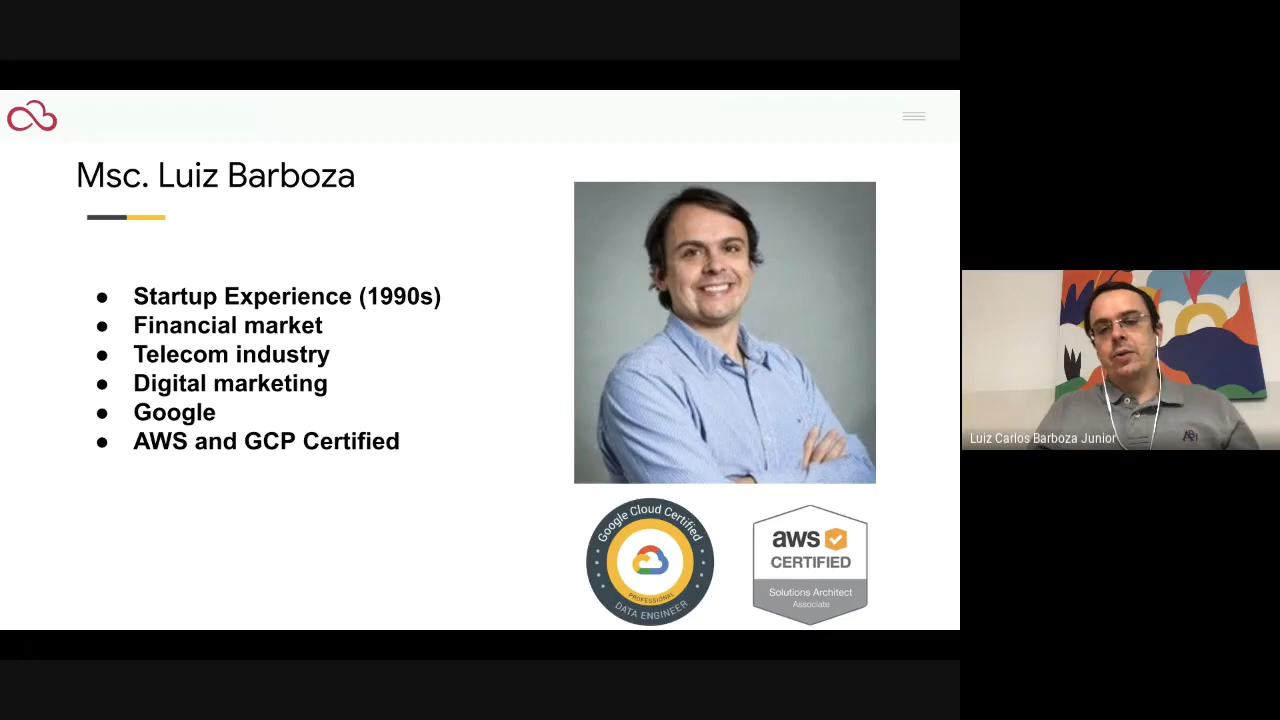 Msc. Luiz Barboza
● Startup Experience (1990s)
● Financial market
● Telecom industry
● Digital marketing
● Google
● AWS and GCP Certified
Google Cloud Certified
PROFESSIONAL
DATA ENGINEER
aws
CERTIFIED
Solutions Architect
Associate
Luiz Carlos Barboza Junior